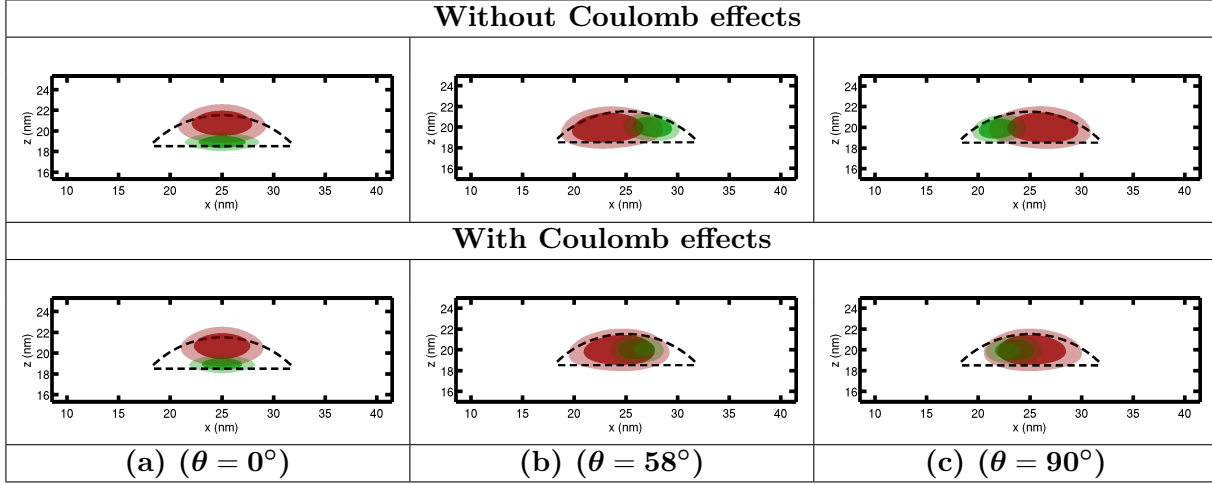 Without Coulomb effects
24
22
20
18
16
z (nm)
10 15 20 25 30 35 40
x (nm)
24
22
20
18
16
z (nm)
10 15 20 25 30 35 40
x (nm)
24
22
20
18
16
z (nm)
10 15 20 25 30 35 40
x (nm)
With Coulomb effects
24
22
20
18
16
z (nm)
10 15 20 25 30 35 40
x (nm)
24
22
20
18
16
z (nm)
10 15 20 25 30 35 40
x (nm)
24
22
20
18
16
z (nm)
10 15 20 25 30 35 40
x (nm)
(a) (θ = 0°)
(b) (θ = 58°)
(c) (θ = 90°)